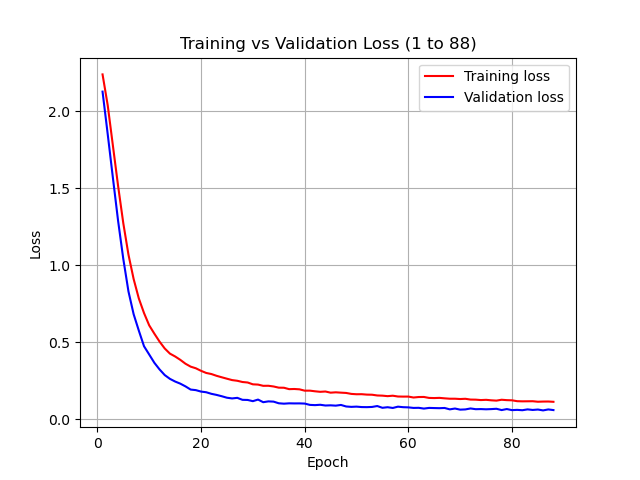 Training vs Validation Loss (1 to 88)
Training loss
Validation loss
2.0
1.5
1.0
0.5
0.0
Loss
0
20
40
60
80
Epoch